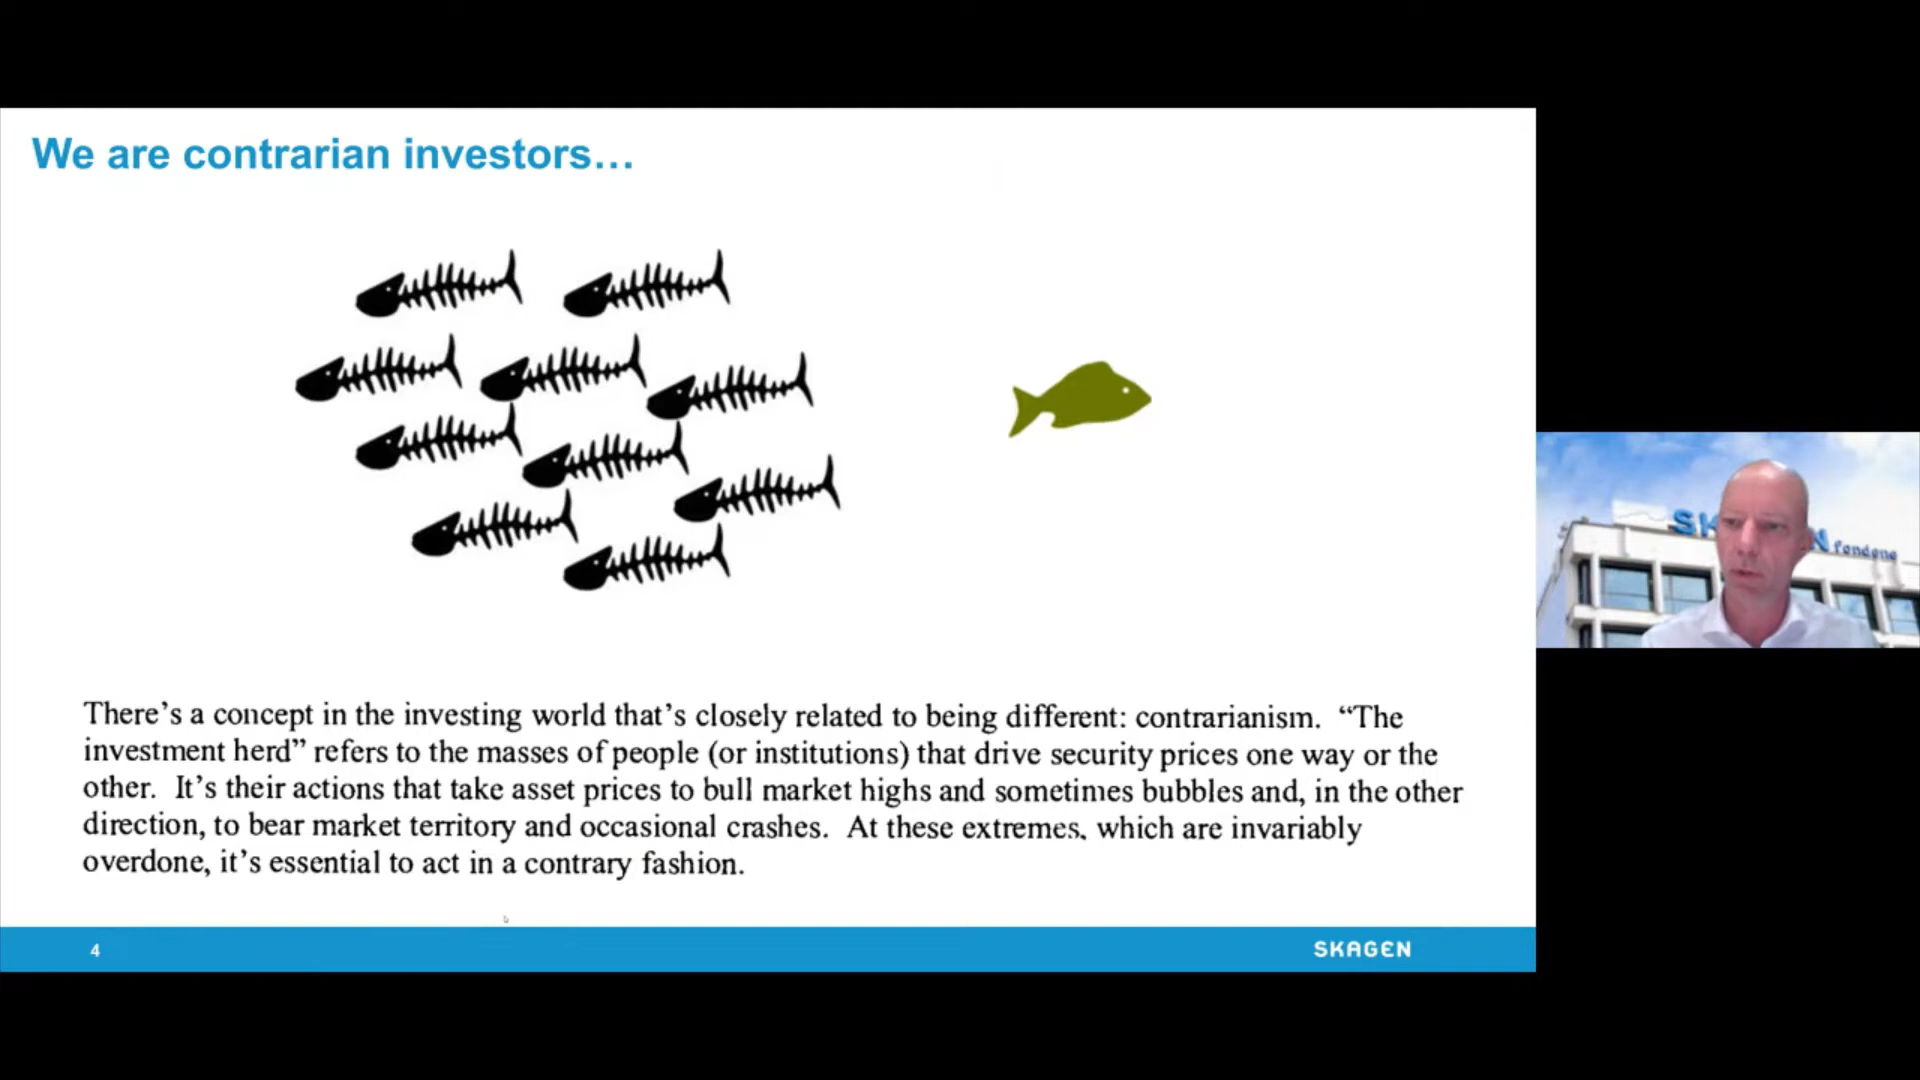 We are contrarian investors…
There’s a concept in the investing world that’s closely related to being different: contrarianism. “The
investment herd” refers to the masses of people (or institutions) that drive security prices one way or the
other. It’s their actions that take asset prices to bull market highs and sometimes bubbles and, in the other
direction, to bear market territory and occasional crashes. At these extremes, which are invariably
overdone, it’s essential to act in a contrary fashion.
4
SKAGEN
fondene